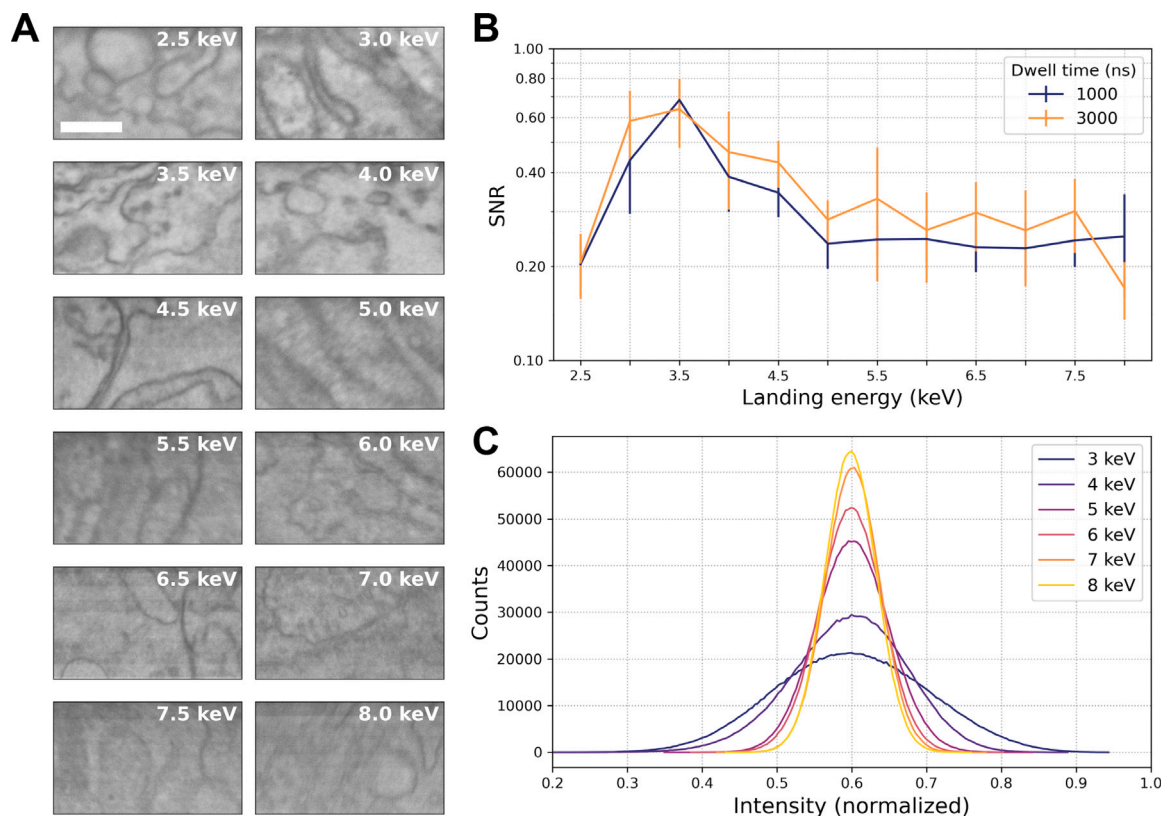 A
2.5 keV
3.0 keV
3.5 keV
4.0 keV
4.5 keV
5.0 keV
5.5 keV
6.0 keV
6.5 keV
7.0 keV
7.5 keV
8.0 keV
B
1.00
0.80
0.60
0.40
0.20
0.10
SNR
Dwell time (ns)
1000
3000
2.5
3.5
4.5
5.5
6.5
7.5
Landing energy (keV)
C
60000
50000
40000
30000
20000
10000
0
Counts
3 keV
4 keV
5 keV
6 keV
7 keV
8 keV
0.2
0.3
0.4
0.5
0.6
0.7
0.8
0.9
1.0
Intensity (normalized)